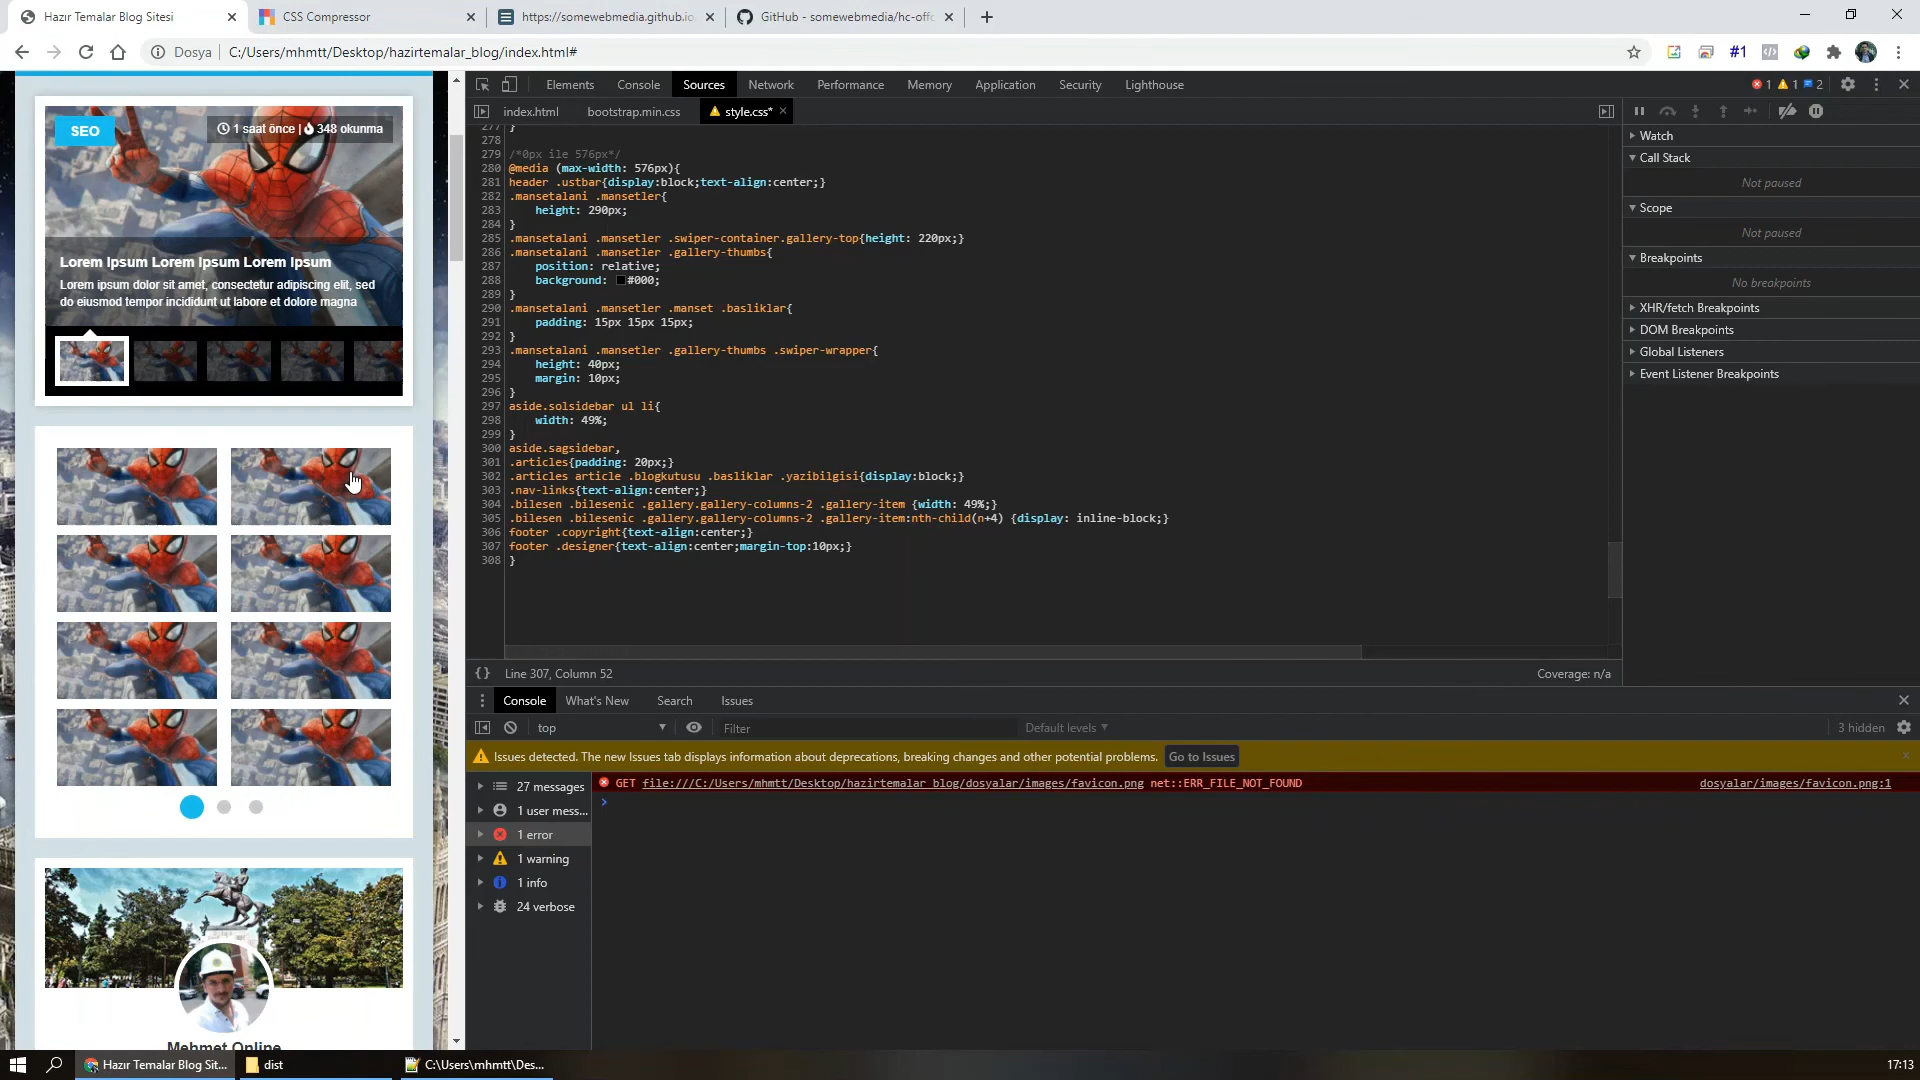 Hazır Temalar Blog Sitesi
CSS Compressor
https://somewebmedia.github.io
GitHub - somewebmedia/hc-offc
Dosya
C:/Users/mhmtt/Desktop/hazirtemalar_blog/index.html#
#1
SEO
1 saat önce | 348 okunma
Lorem Ipsum Lorem Ipsum Lorem Ipsum
Lorem ipsum dolor sit amet, consectetur adipiscing elit, sed
do eiusmod tempor incididunt ut labore et dolore magna
Mehmet Online
Elements Console Sources Network Performance Memory Application Security Lighthouse
1 1 2
index.html bootstrap.min.css style.css*
277 }
278
279 /*0px ile 576px*/
280 @media (max-width: 576px){
281 header .ustbar{display:block;text-align:center;}
282 .mansetalani .mansetler{
283 height: 290px;
284 }
285 .mansetalani .mansetler .swiper-container.gallery-top{height: 220px;}
286 .mansetalani .mansetler .gallery-thumbs{
287 position: relative;
288 background: #000;
289 }
290 .mansetalani .mansetler .manset .basliklar{
291 padding: 15px 15px 15px;
292 }
293 .mansetalani .mansetler .gallery-thumbs .swiper-wrapper{
294 height: 40px;
295 margin: 10px;
296 }
297 aside.solsidebar ul li{
298 width: 49%;
299 }
300 aside.sagsidebar,
301 .articles{padding: 20px;}
302 .articles article .blogkutusu .basliklar .yazibilgisi{display:block;}
303 .nav-links{text-align:center;}
304 .bilesen .bilesenic .gallery.gallery-columns-2 .gallery-item {width: 49%;}
305 .bilesen .bilesenic .gallery.gallery-columns-2 .gallery-item:nth-child(n+4) {display: inline-block;}
306 footer .copyright{text-align:center;}
307 footer .designer{text-align:center;margin-top:10px;}
308 }
{ } Line 307, Column 52
Coverage: n/a
Watch
Call Stack
Not paused
Scope
Not paused
Breakpoints
No breakpoints
XHR/fetch Breakpoints
DOM Breakpoints
Global Listeners
Event Listener Breakpoints
Console What's New Search Issues
top
Filter
Default levels
3 hidden
Issues detected. The new Issues tab displays information about deprecations, breaking changes and other potential problems. Go to Issues
27 messages
1 user mess...
1 error
1 warning
1 info
24 verbose
GET file:///C:/Users/mhmtt/Desktop/hazirtemalar_blog/dosyalar/images/favicon.png net::ERR_FILE_NOT_FOUND
dosyalar/images/favicon.png:1
Hazır Temalar Blog Sit...
dist
C:\Users\mhmtt\Des...
17:13